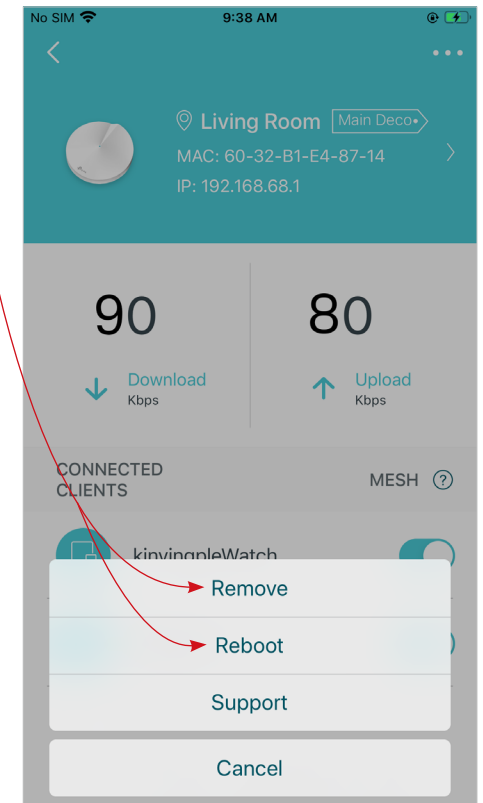 No SIM 9:38 AM
Living Room Main Deco
MAC: 60-32-B1-E4-87-14
IP: 192.168.68.1
90 80
Download Upload
Kbps Kbps
CONNECTED
CLIENTS
MESH ?
kinvingpleWatch
Remove
Reboot
Support
Cancel